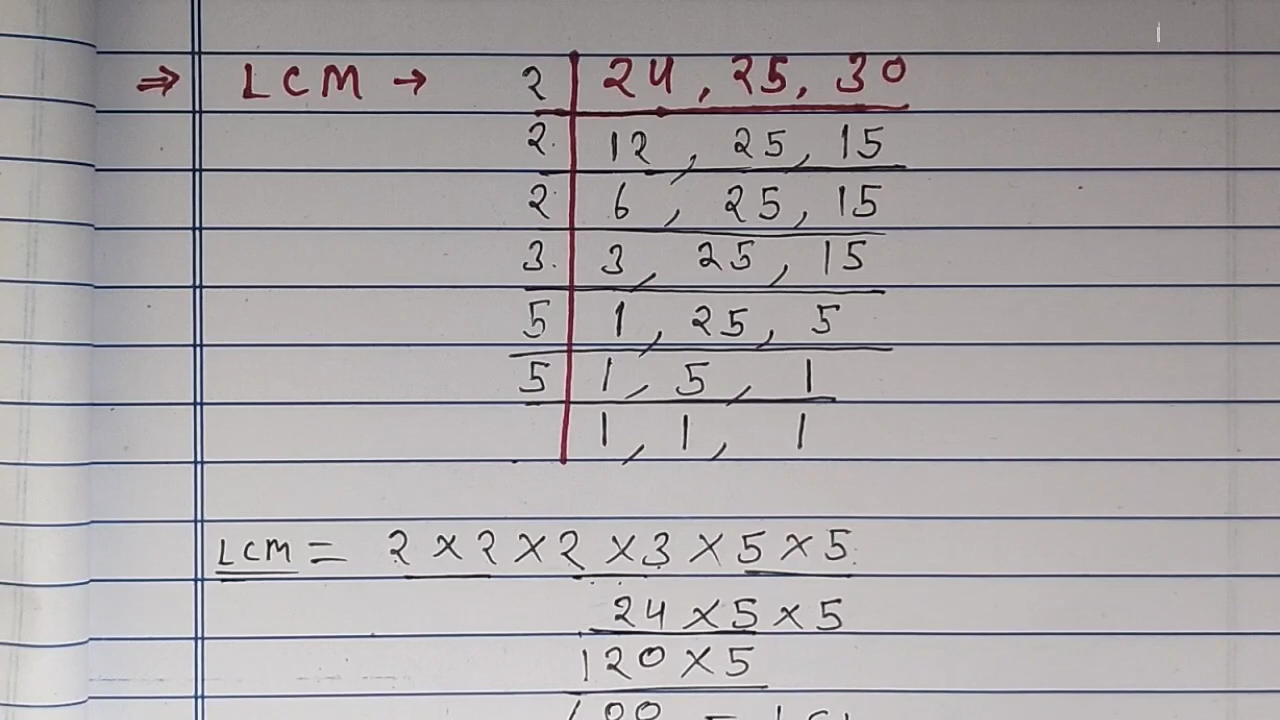 ⇒ LCM → 2 | 24, 25, 30
2. | 12, 25, 15
2 | 6, 25, 15
3. | 3, 25, 15
5 | 1, 25, 5
5 | 1, 5, 1
1, 1, 1
LCM = 2 × 2 × 2 × 3 × 5 × 5
24 × 5 × 5
120 × 5